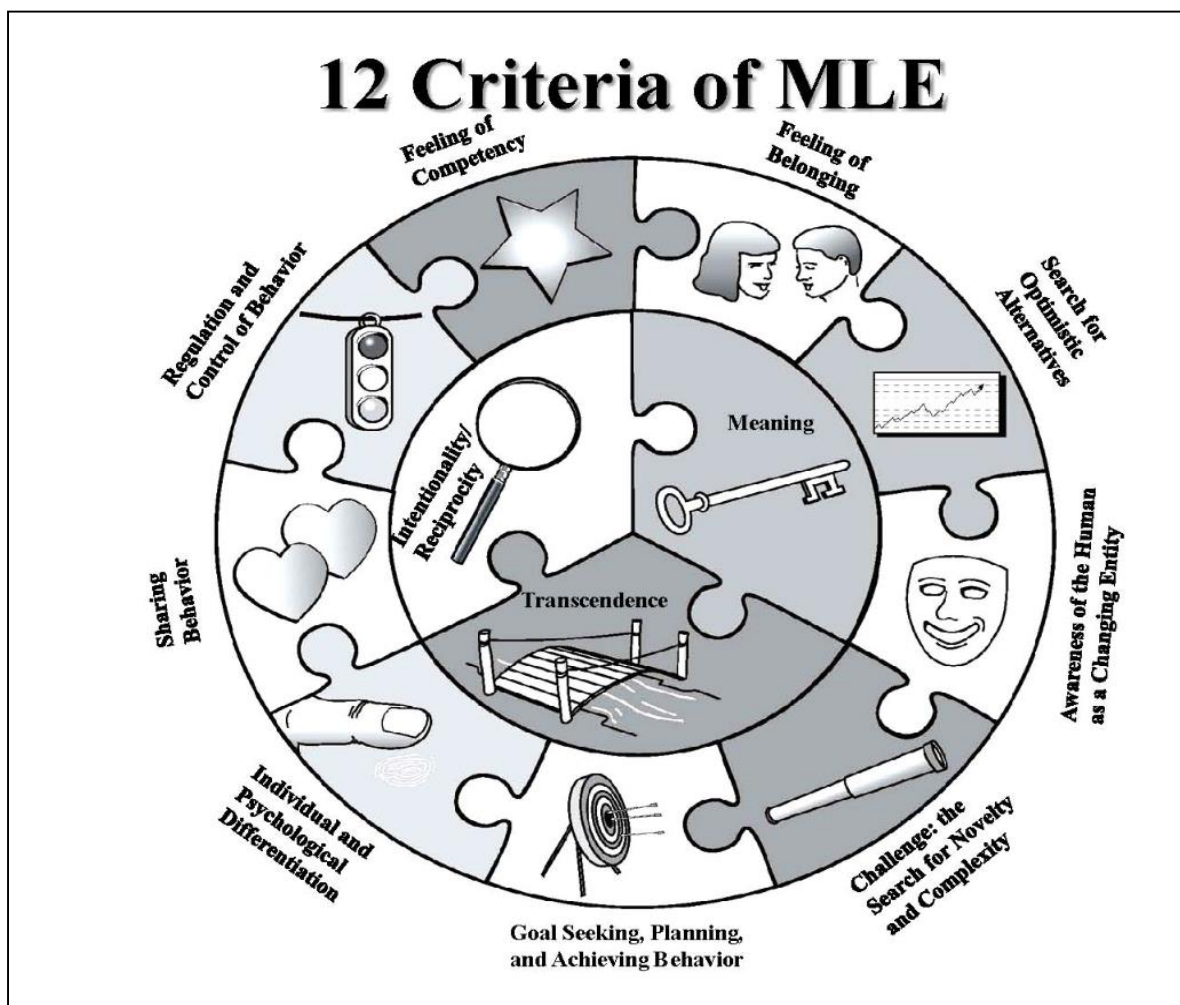 12 Criteria of MLE
Feeling of
Competency
Feeling of
Belonging
Search for
Optimistic
Alternatives
Awareness of the Human
as a Changing Entity
Challenge: the
Search for Novelty
and Complexity
Goal Seeking, Planning,
and Achieving Behavior
Individual and
Psychological
Differentiation
Sharing
Behavior
Regulation and
Control of Behavior
Intentionality/
Reciprocity
Meaning
Transcendence